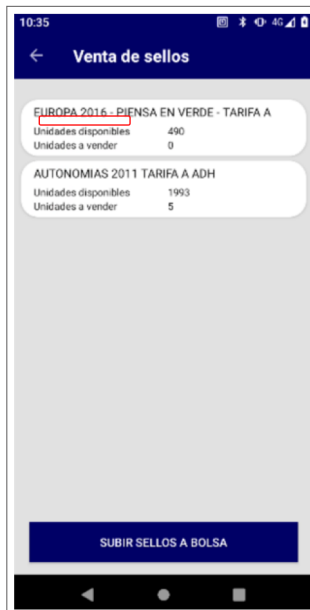 10:35
4G
Venta de sellos
EUROPA 2016 - PIENSA EN VERDE - TARIFA A
Unidades disponibles 490
Unidades a vender 0
AUTONOMIAS 2011 TARIFA A ADH
Unidades disponibles 1993
Unidades a vender 5
SUBIR SELLOS A BOLSA